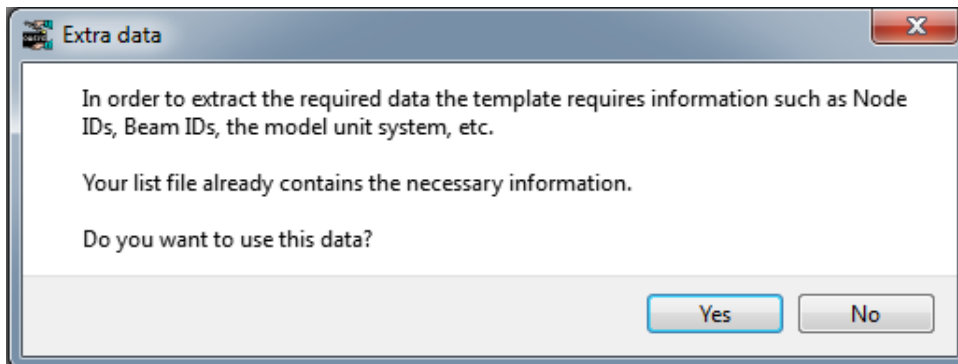 Extra data
In order to extract the required data the template requires information such as Node
IDs, Beam IDs, the model unit system, etc.
Your list file already contains the necessary information.
Do you want to use this data?
Yes
No